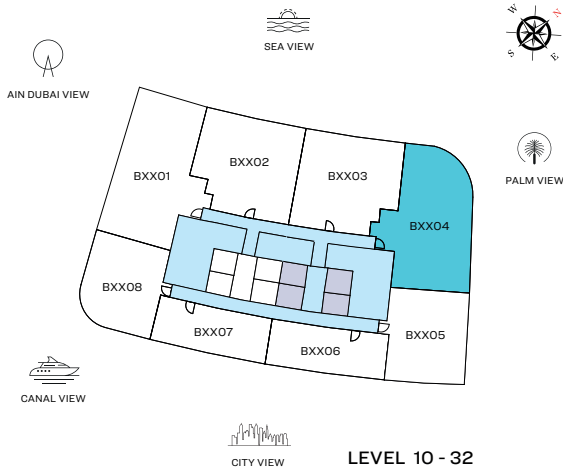 SEA VIEW
W
N
S
E
AIN DUBAI VIEW
PALM VIEW
BXX01
BXX02
BXX03
BXX04
BXX08
BXX07
BXX06
BXX05
CANAL VIEW
CITY VIEW
LEVEL 10 - 32